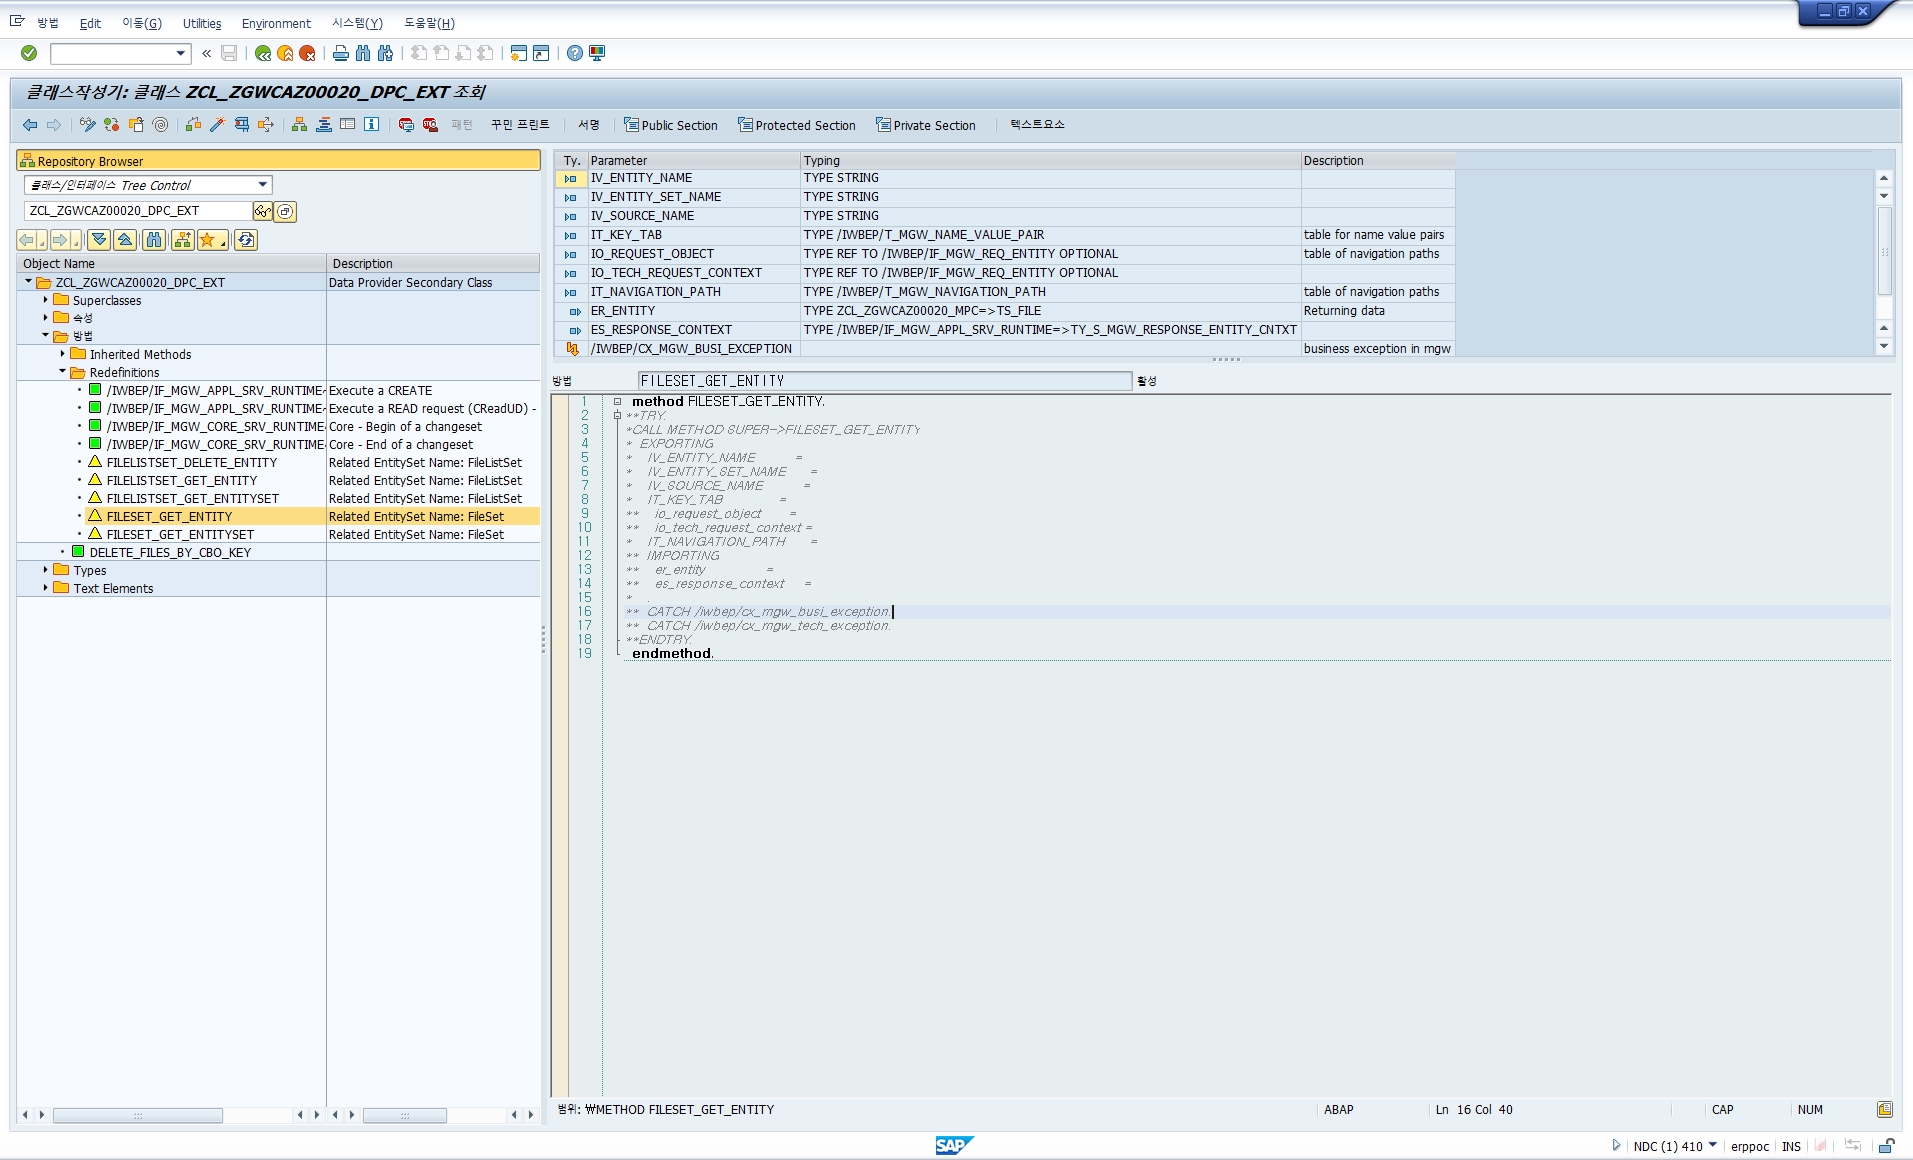 방법 Edit 이동(G) Utilities Environment 시스템(Y) 도움말(H)
클래스작성기: 클래스 ZCL_ZGWCAZ00020_DPC_EXT 조회
패턴 꾸민 프린트 서명 Public Section Protected Section Private Section 텍스트요소
Repository Browser
클래스/인터페이스 Tree Control
ZCL_ZGWCAZ00020_DPC_EXT
Object Name Description
ZCL_ZGWCAZ00020_DPC_EXT Data Provider Secondary Class
Superclasses
속성
방법
Inherited Methods
Redefinitions
/IWBEP/IF_MGW_APPL_SRV_RUNTIME~ Execute a CREATE
/IWBEP/IF_MGW_APPL_SRV_RUNTIME~ Execute a READ request (CReadUD) -
/IWBEP/IF_MGW_CORE_SRV_RUNTIME Core - Begin of a changeset
/IWBEP/IF_MGW_CORE_SRV_RUNTIME Core - End of a changeset
FILELISTSET_DELETE_ENTITY Related EntitySet Name: FileListSet
FILELISTSET_GET_ENTITY Related EntitySet Name: FileListSet
FILELISTSET_GET_ENTITYSET Related EntitySet Name: FileListSet
FILESET_GET_ENTITY Related EntitySet Name: FileSet
FILESET_GET_ENTITYSET Related EntitySet Name: FileSet
DELETE_FILES_BY_CBO_KEY
Types
Text Elements
Ty. Parameter Typing Description
IV_ENTITY_NAME TYPE STRING
IV_ENTITY_SET_NAME TYPE STRING
IV_SOURCE_NAME TYPE STRING
IT_KEY_TAB TYPE /IWBEP/T_MGW_NAME_VALUE_PAIR table for name value pairs
IO_REQUEST_OBJECT TYPE REF TO /IWBEP/IF_MGW_REQ_ENTITY OPTIONAL table of navigation paths
IO_TECH_REQUEST_CONTEXT TYPE REF TO /IWBEP/IF_MGW_REQ_ENTITY OPTIONAL
IT_NAVIGATION_PATH TYPE /IWBEP/T_MGW_NAVIGATION_PATH table of navigation paths
ER_ENTITY TYPE ZCL_ZGWCAZ00020_MPC=>TS_FILE Returning data
ES_RESPONSE_CONTEXT TYPE /IWBEP/IF_MGW_APPL_SRV_RUNTIME=>TY_S_MGW_RESPONSE_ENTITY_CNTXT
/IWBEP/CX_MGW_BUSI_EXCEPTION business exception in mgw
방법 FILESET_GET_ENTITY 활성
1 method FILESET_GET_ENTITY.
2 **TRY.
3 *CALL METHOD SUPER->FILESET_GET_ENTITY
4 * EXPORTING
5 * IV_ENTITY_NAME =
6 * IV_ENTITY_SET_NAME =
7 * IV_SOURCE_NAME =
8 * IT_KEY_TAB =
9 ** io_request_object =
10 ** io_tech_request_context =
11 * IT_NAVIGATION_PATH =
12 ** IMPORTING
13 ** er_entity =
14 ** es_response_context =
15 * .
16 ** CATCH /iwbep/cx_mgw_busi_exception.
17 ** CATCH /iwbep/cx_mgw_tech_exception.
18 **ENDTRY.
19 endmethod.
범위: ₩METHOD FILESET_GET_ENTITY ABAP Ln 16 Col 40 CAP NUM
SAP NDC (1) 410 erppoc INS